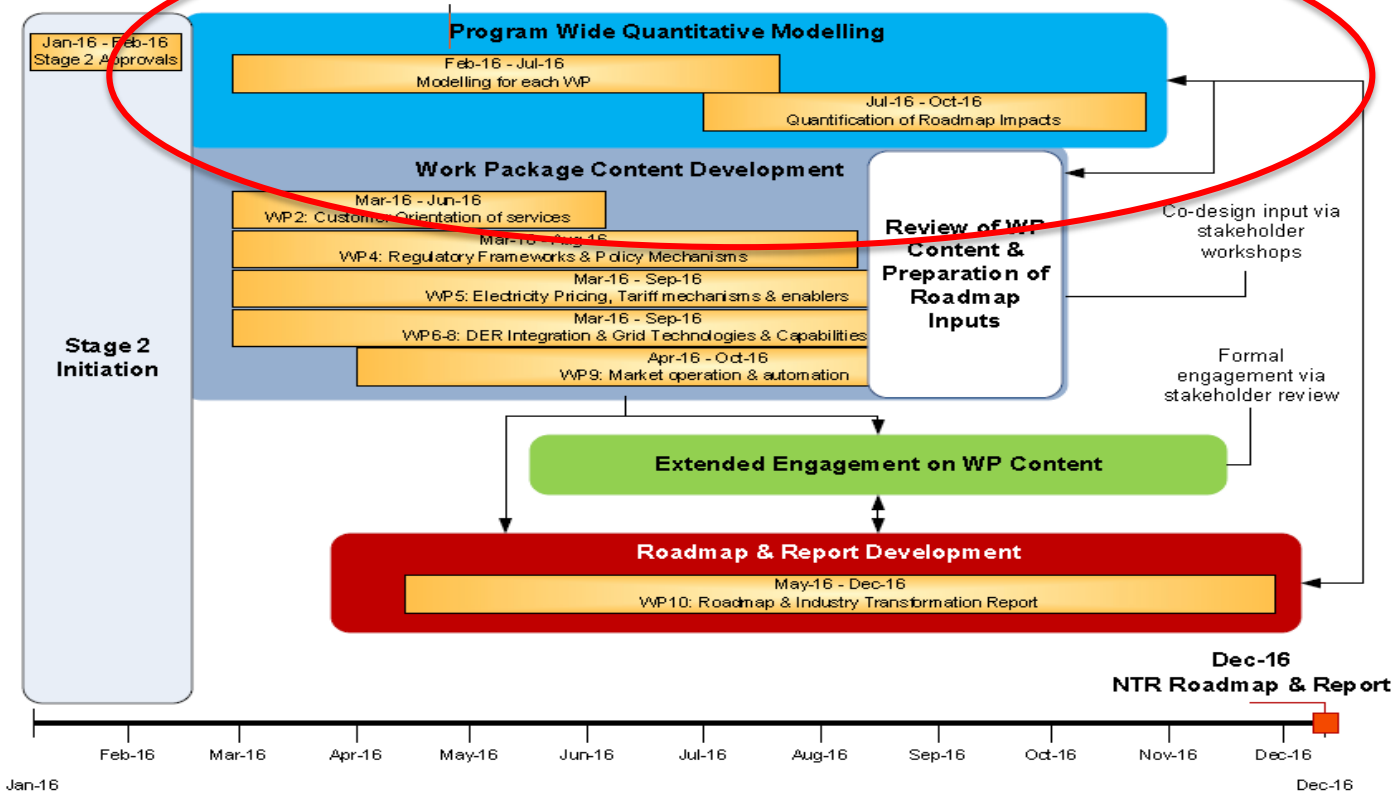 Program Wide Quantitative Modelling
Jan-16 - Feb-16
Stage 2 Approvals
Feb-16 - Jul-16
Modelling for each WP
Jul-16 - Oct-16
Quantification of Roadmap Impacts
Work Package Content Development
Mar-16 - Jun-16
WP2: Customer Orientation of services
Mar-16 - Aug-16
WP4: Regulatory Frameworks & Policy Mechanisms
Mar-16 - Sep-16
WP5: Electricity Pricing, Tariff mechanisms & enablers
Mar-16 - Sep-16
WP6-8: DER Integration & Grid Technologies & Capabilities
Apr-16 - Oct-16
WP9: Market operation & automation
Review of WP
Content &
Preparation of
Roadmap
Inputs
Co-design input via
stakeholder
workshops
Stage 2
Initiation
Formal
engagement via
stakeholder review
Extended Engagement on WP Content
Roadmap & Report Development
May-16 - Dec-16
WP10: Roadmap & Industry Transformation Report
Dec-16
NTR Roadmap & Report
Feb-16
Mar-16
Apr-16
May-16
Jun-16
Jul-16
Aug-16
Sep-16
Oct-16
Nov-16
Dec-16
Jan-16
Dec-16